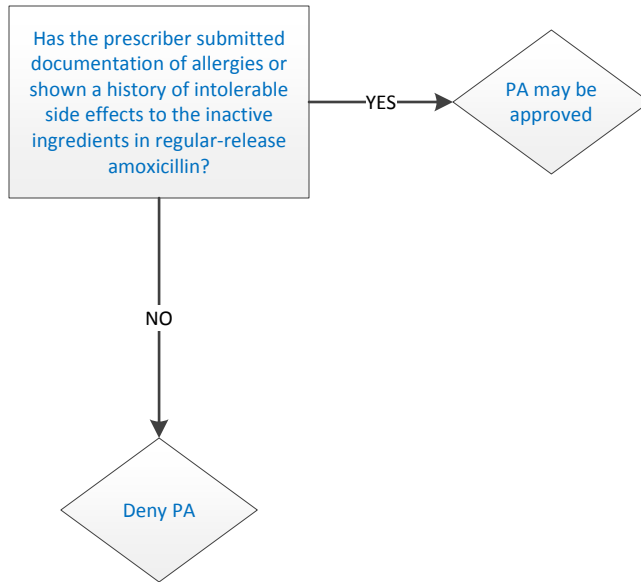 Has the prescriber submitted
documentation of allergies or
shown a history of intolerable
side effects to the inactive
ingredients in regular-release
amoxicillin?
YES
PA may be
approved
NO
Deny PA